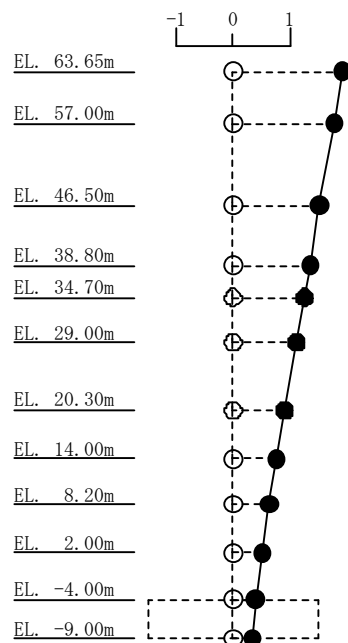 -1 0 1
EL. 63.65m
EL. 57.00m
EL. 46.50m
EL. 38.80m
EL. 34.70m
EL. 29.00m
EL. 20.30m
EL. 14.00m
EL. 8.20m
EL. 2.00m
EL. -4.00m
EL. -9.00m